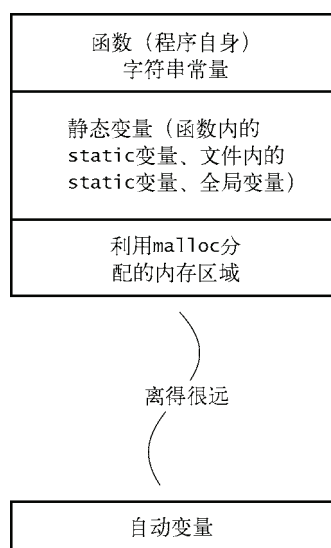 函数（程序自身）
字符串常量
静态变量（函数内的
static变量、文件内的
static变量、全局变量）
利用malloc分
配的内存区域
离得很远
自动变量